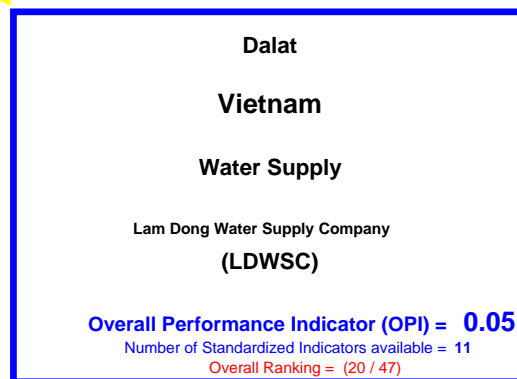 Dalat
Vietnam
Water Supply
Lam Dong Water Supply Company
(LDWSC)
Overall Performance Indicator (OPI) = 0.05
Number of Standardized Indicators available = 11
Overall Ranking = (20 / 47)